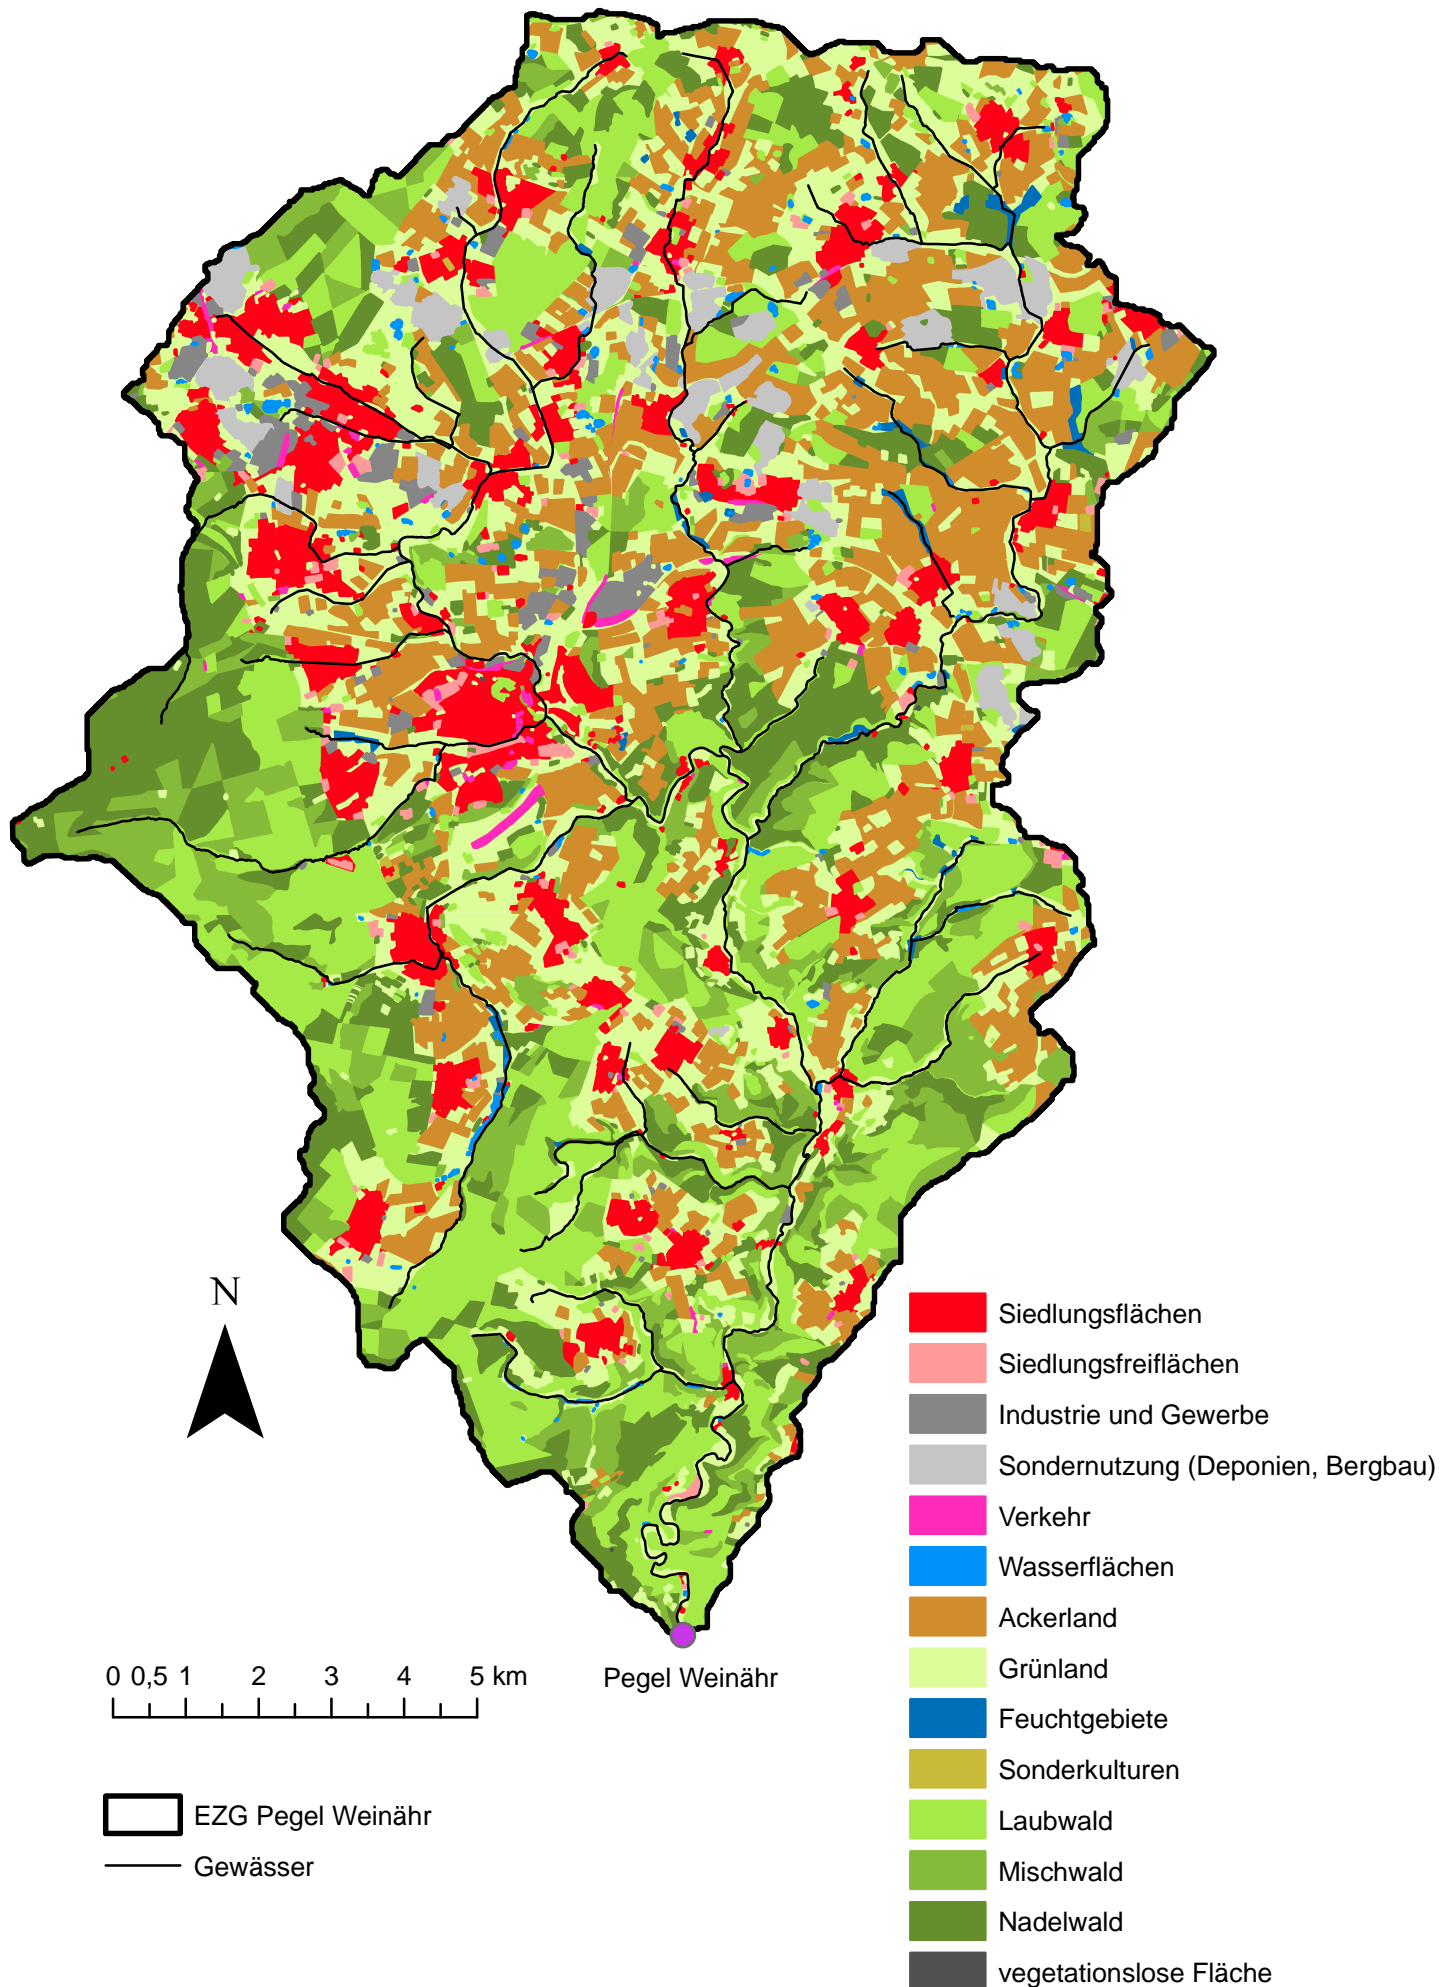 N
Siedlungsflächen
Siedlungsfreiflächen
Industrie und Gewerbe
Sondernutzung (Deponien, Bergbau)
Verkehr
Wasserflächen
Ackerland
Grünland
Feuchtgebiete
Sonderkulturen
Laubwald
Mischwald
Nadelwald
vegetationslose Fläche
0 0,5 1 2 3 4 5 km
Pegel Weinähr
EZG Pegel Weinähr
Gewässer